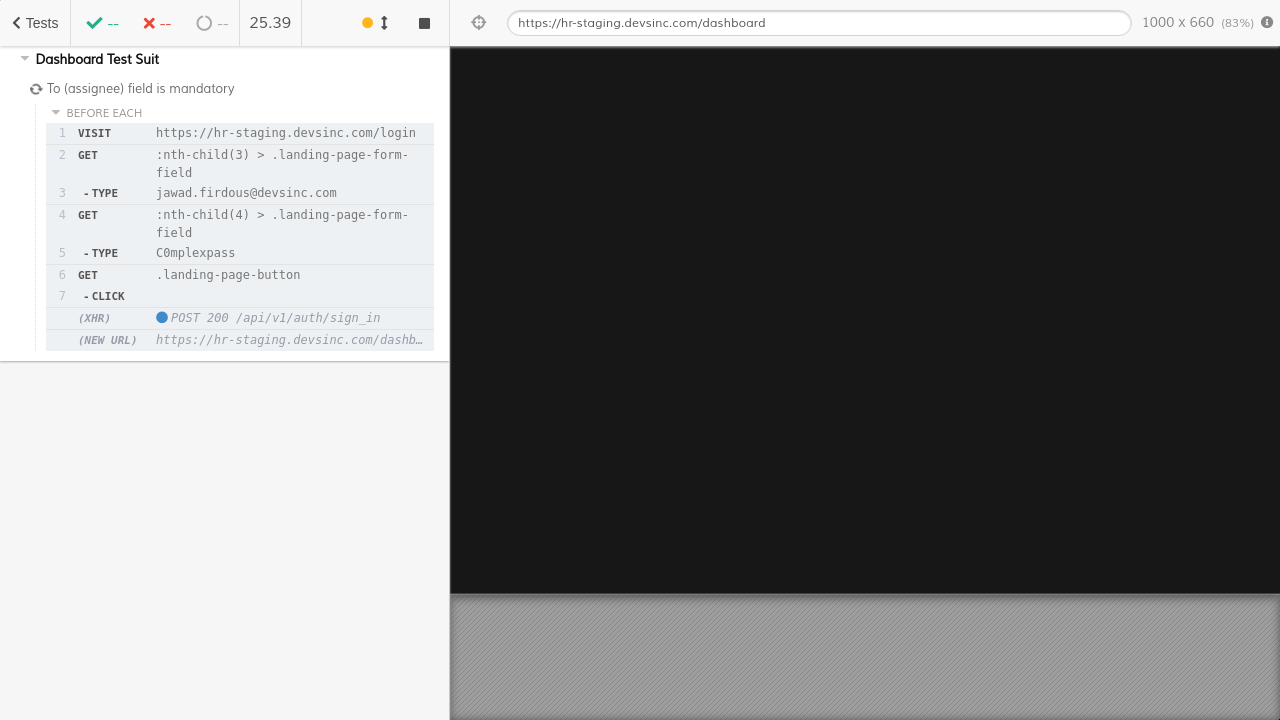 Tests -- -- -- 25.39 https://hr-staging.devsinc.com/dashboard 1000 x 660 (83%)
Dashboard Test Suit
To (assignee) field is mandatory
BEFORE EACH
1 VISIT https://hr-staging.devsinc.com/login
2 GET :nth-child(3) > .landing-page-form-
field
3 -TYPE jawad.firdous@devsinc.com
4 GET :nth-child(4) > .landing-page-form-
field
5 -TYPE C0mplexpass
6 GET .landing-page-button
7 -CLICK
(XHR) POST 200 /api/v1/auth/sign_in
(NEW URL) https://hr-staging.devsinc.com/dashb…